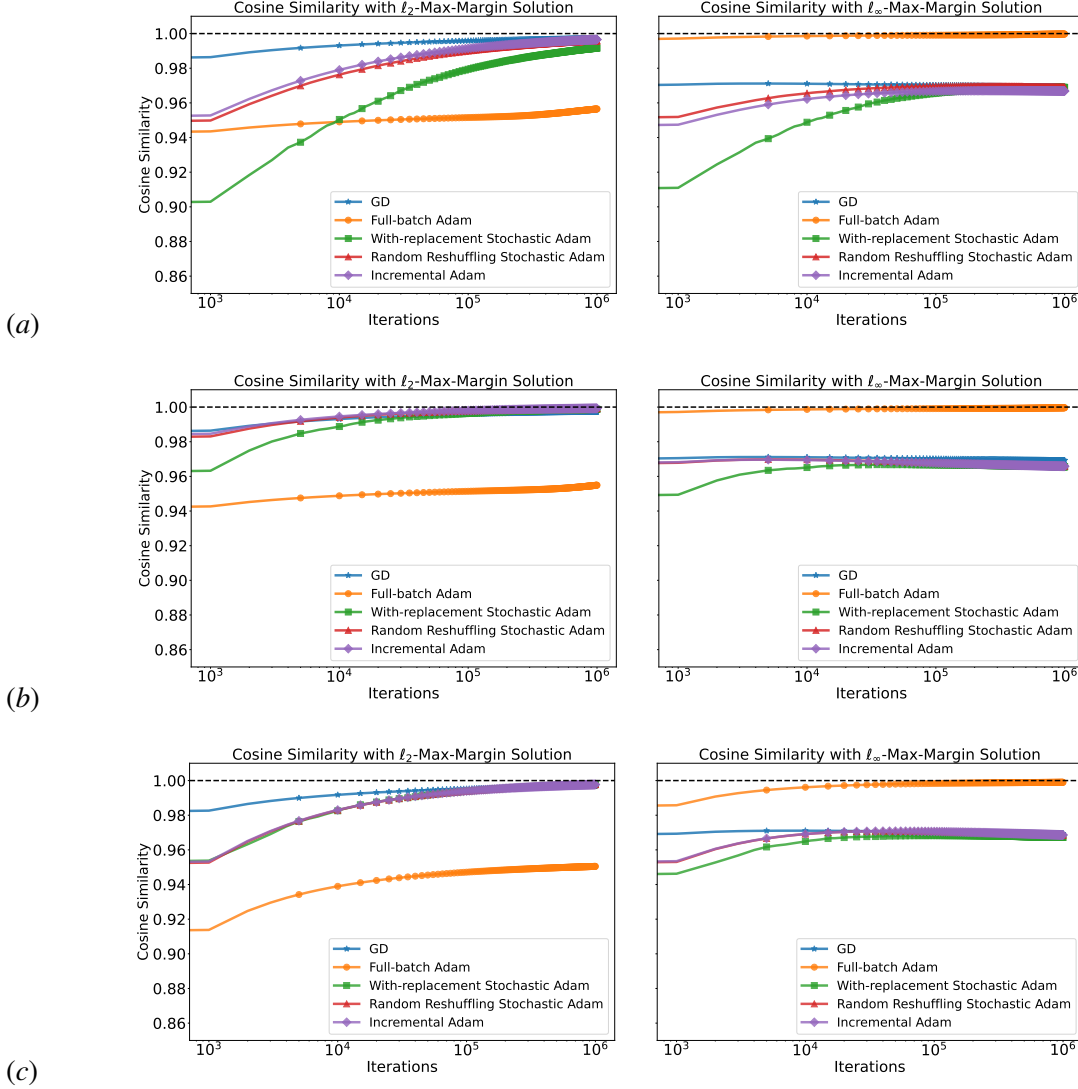 Cosine Similarity with ℓ₂-Max-Margin Solution
Cosine Similarity
1.00
0.98
0.96
0.94
0.92
0.90
0.88
0.86
GD
Full-batch Adam
With-replacement Stochastic Adam
Random Reshuffling Stochastic Adam
Incremental Adam
10³ 10⁴ 10⁵ 10⁶
Iterations
Cosine Similarity with ℓ∞-Max-Margin Solution
GD
Full-batch Adam
With-replacement Stochastic Adam
Random Reshuffling Stochastic Adam
Incremental Adam
10³ 10⁴ 10⁵ 10⁶
Iterations
(a)
Cosine Similarity with ℓ₂-Max-Margin Solution
Cosine Similarity
1.00
0.98
0.96
0.94
0.92
0.90
0.88
0.86
GD
Full-batch Adam
With-replacement Stochastic Adam
Random Reshuffling Stochastic Adam
Incremental Adam
10³ 10⁴ 10⁵ 10⁶
Iterations
Cosine Similarity with ℓ∞-Max-Margin Solution
GD
Full-batch Adam
With-replacement Stochastic Adam
Random Reshuffling Stochastic Adam
Incremental Adam
10³ 10⁴ 10⁵ 10⁶
Iterations
(b)
Cosine Similarity with ℓ₂-Max-Margin Solution
Cosine Similarity
1.00
0.98
0.96
0.94
0.92
0.90
0.88
0.86
GD
Full-batch Adam
With-replacement Stochastic Adam
Random Reshuffling Stochastic Adam
Incremental Adam
10³ 10⁴ 10⁵ 10⁶
Iterations
Cosine Similarity with ℓ∞-Max-Margin Solution
GD
Full-batch Adam
With-replacement Stochastic Adam
Random Reshuffling Stochastic Adam
Incremental Adam
10³ 10⁴ 10⁵ 10⁶
Iterations
(c)